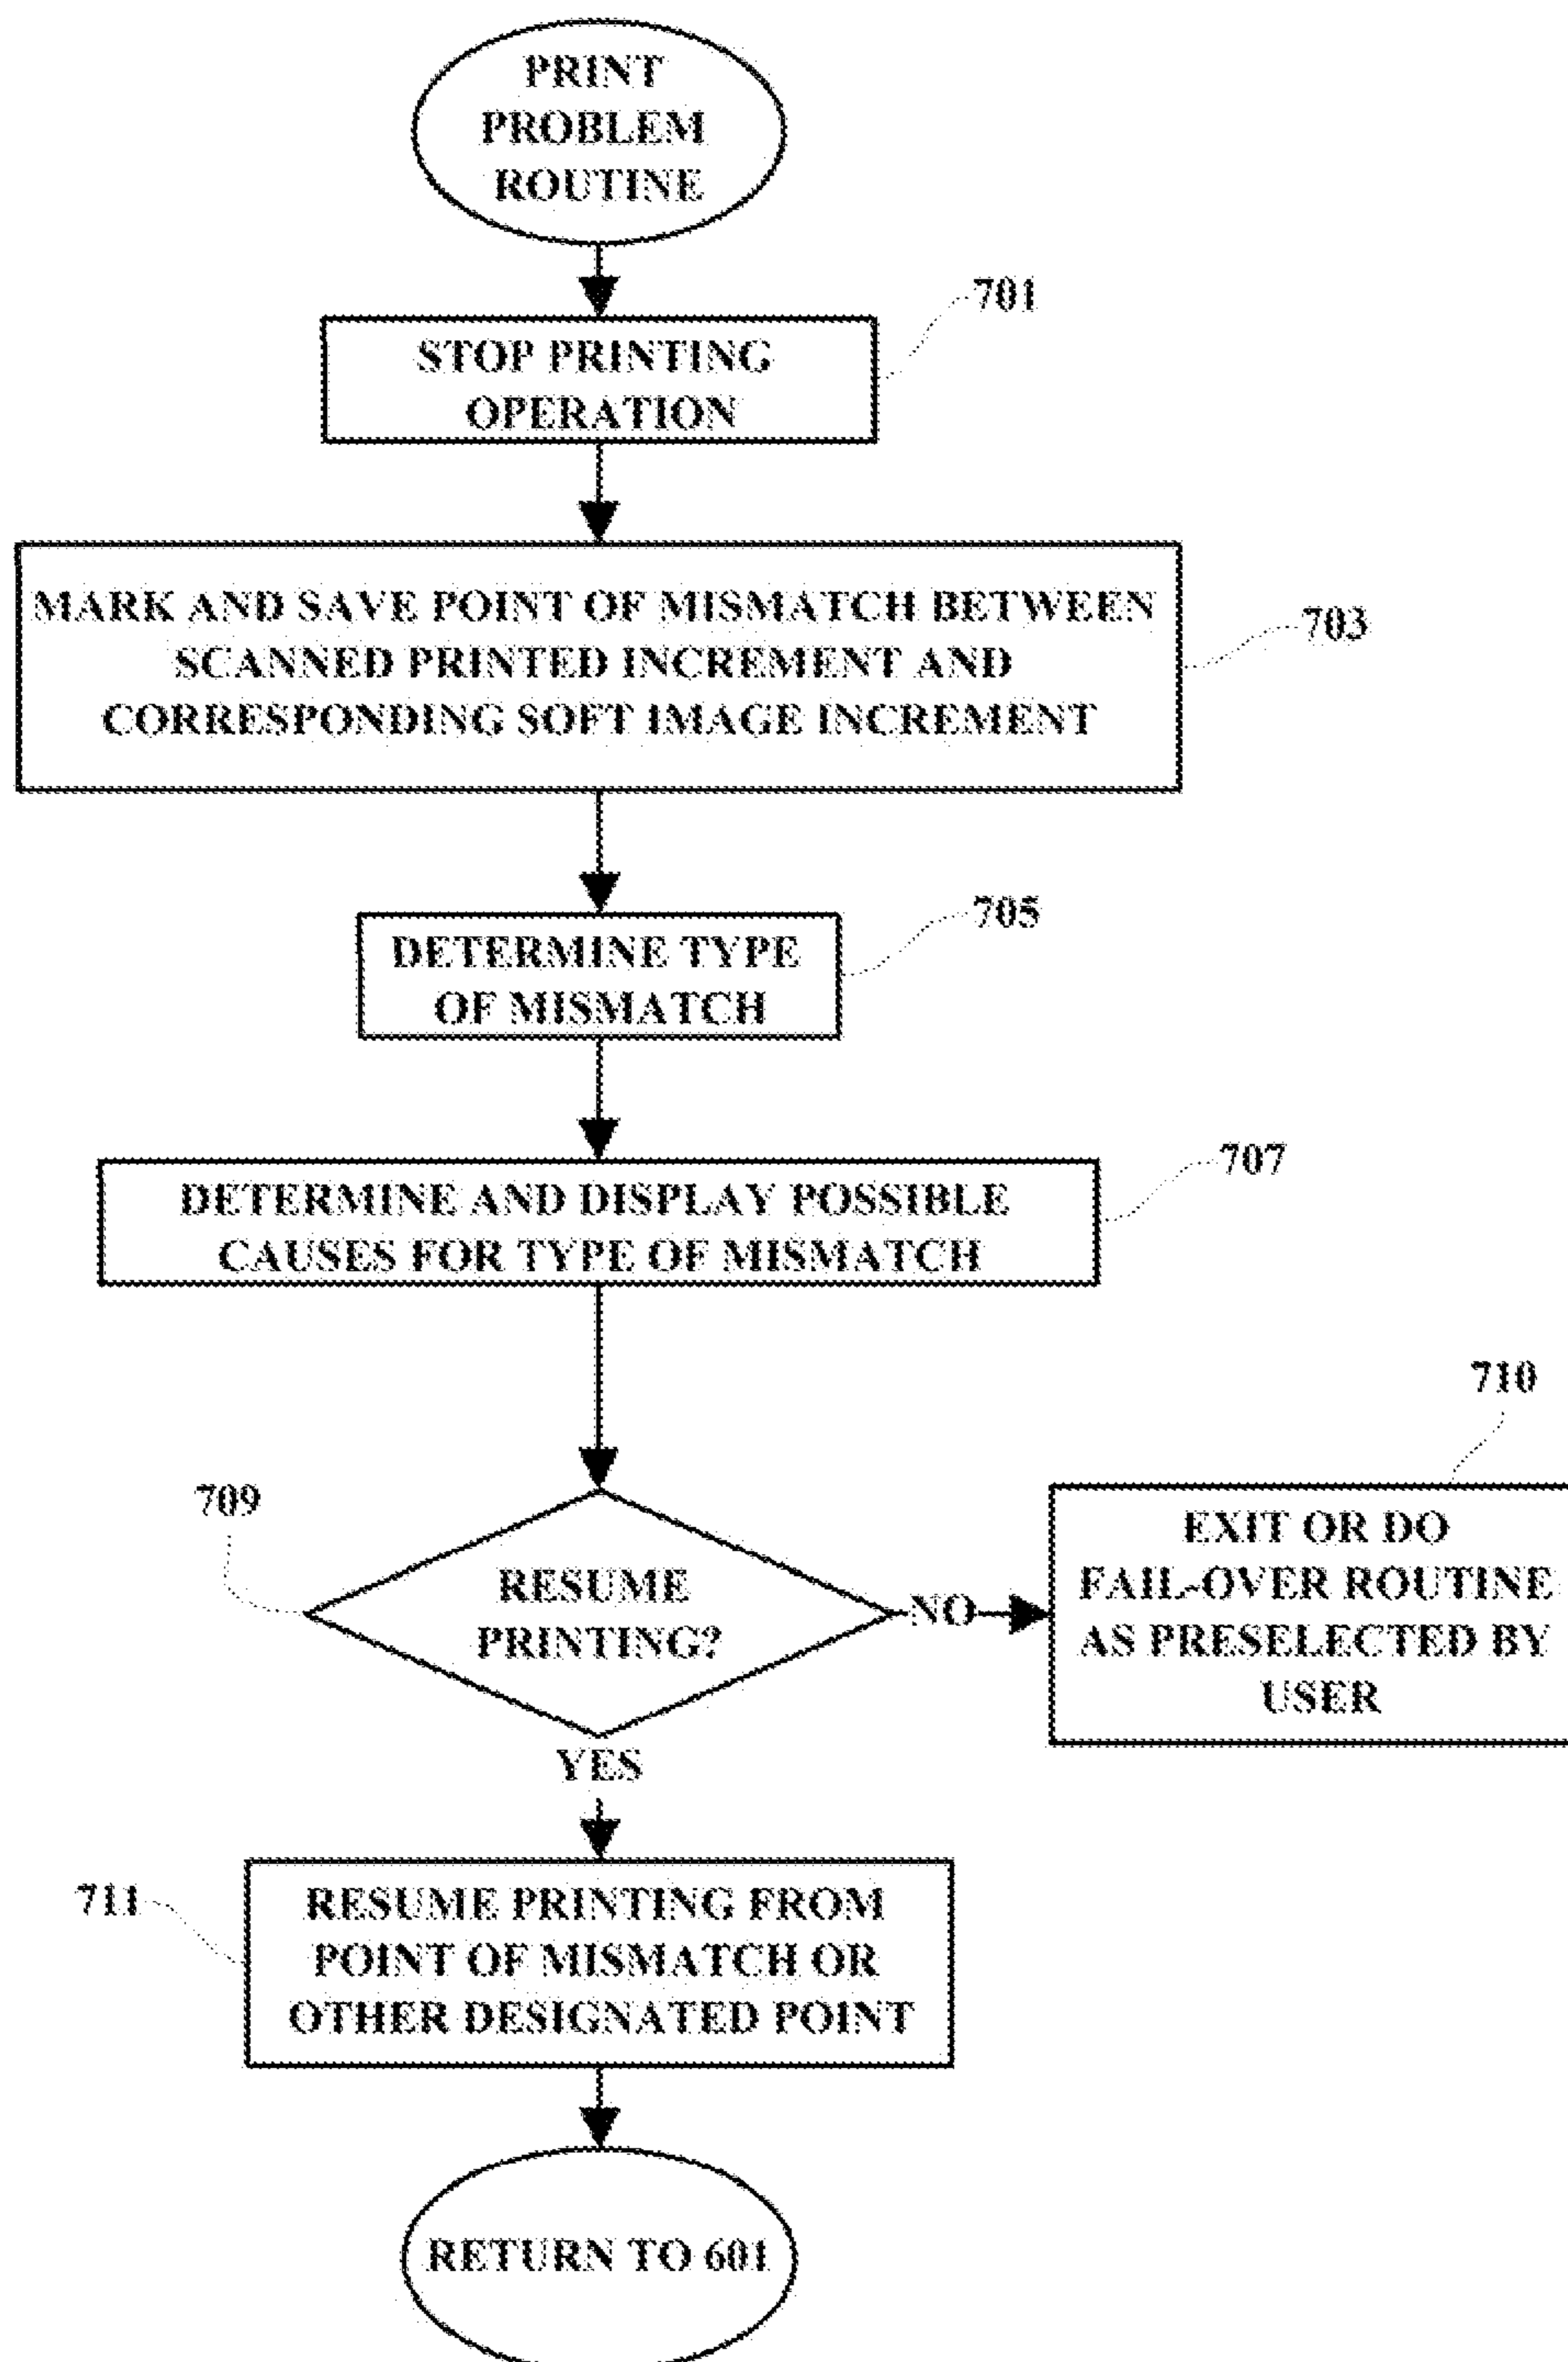 PRINT
PROBLEM
ROUTINE
701
STOP PRINTING
OPERATION
MARK AND SAVE POINT OF MISMATCH BETWEEN
SCANNED PRINTED INCREMENT AND
CORRESPONDING SOFT IMAGE INCREMENT
703
705
DETERMINE TYPE
OF MISMATCH
707
DETERMINE AND DISPLAY POSSIBLE
CAUSES FOR TYPE OF MISMATCH
710
709
RESUME
PRINTING?
NO
EXIT OR DO
FAIL-OVER ROUTINE
AS PRESELECTED BY
USER
YES
711
RESUME PRINTING FROM
POINT OF MISMATCH OR
OTHER DESIGNATED POINT
RETURN TO 601